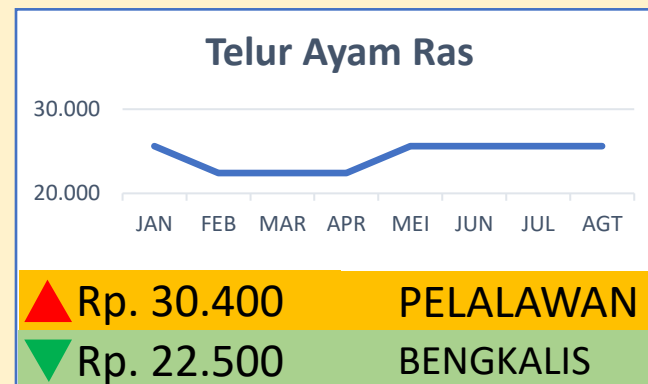 Telur Ayam Ras
30.000
20.000
JAN FEB MAR APR MEI JUN JUL AGT
Rp. 30.400 PELALAWAN
Rp. 22.500 BENGKALIS